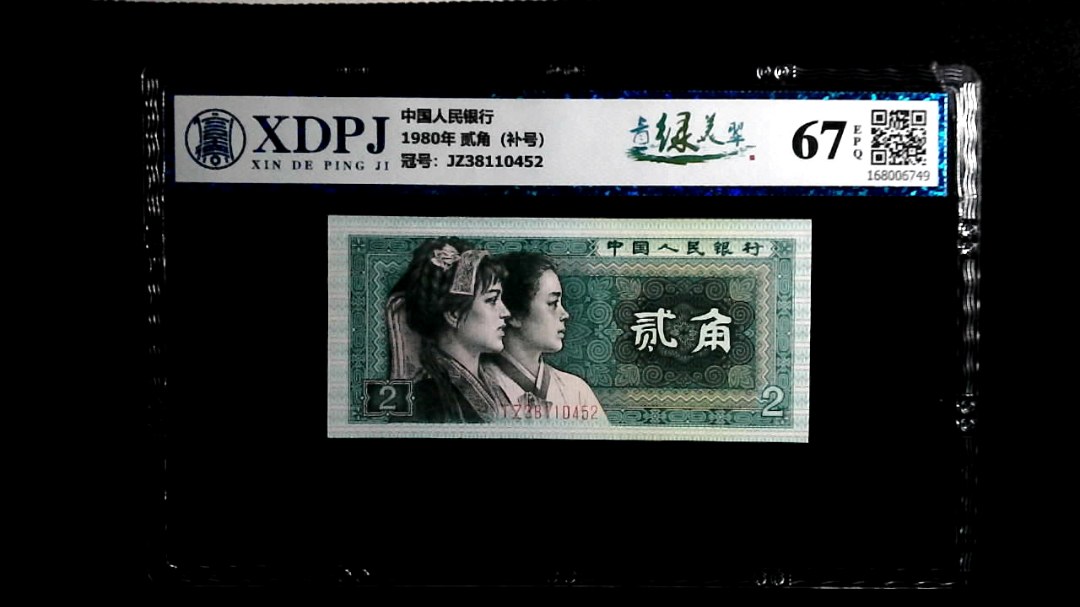 XDPJ
XIN DE PING JI
中国人民银行
1980年 贰角（补号）
冠号：JZ38110452
绿美翠
67
EPQ
168006749
中国人民银行
贰角
2
2
JZ38110452